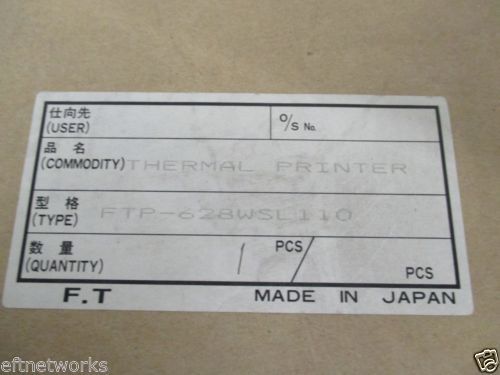 仕向先
(USER)
O/S No.
品名
(COMMODITY) THERMAL PRINTER
型格
(TYPE) FTP-628WSL110
数量
(QUANTITY) 1 PCS/ PCS
F.T MADE IN JAPAN
eftnetworks